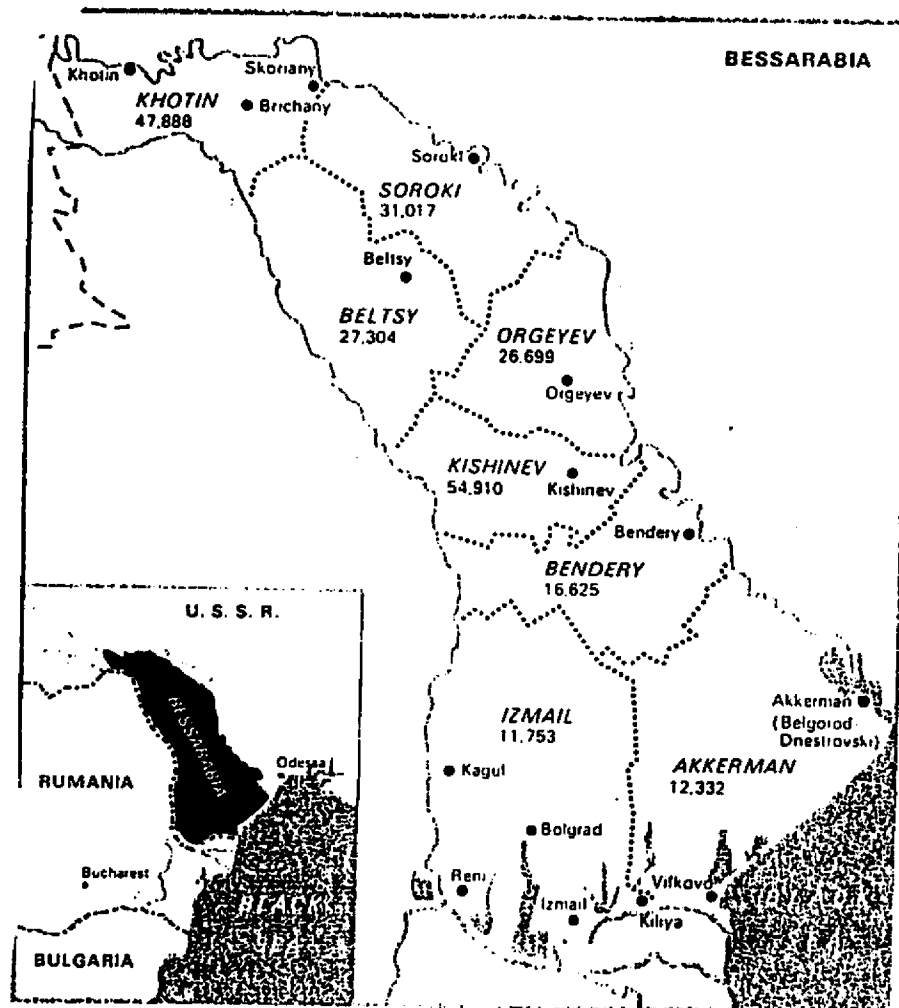 BESSARABIA
Khotin
Skoriany
KHOTIN
47,888
Brichany
Soroki
SOROKI
31,017
Beltsy
BELTSY
27,304
ORGEYEV
26,699
Orgeyev
KISHINEV
54,910
Kishinev
Bendery
BENDERY
16,625
Akkerman
(Belgorod-
Dnestrovski)
IZMAIL
11,753
AKKERMAN
12,332
Kagul
Bolgrad
Reni
Izmail
Vilkovo
Kiliya
U. S. S. R.
BESSARABIA
Odessa
RUMANIA
Bucharest
BLACK
BULGARIA